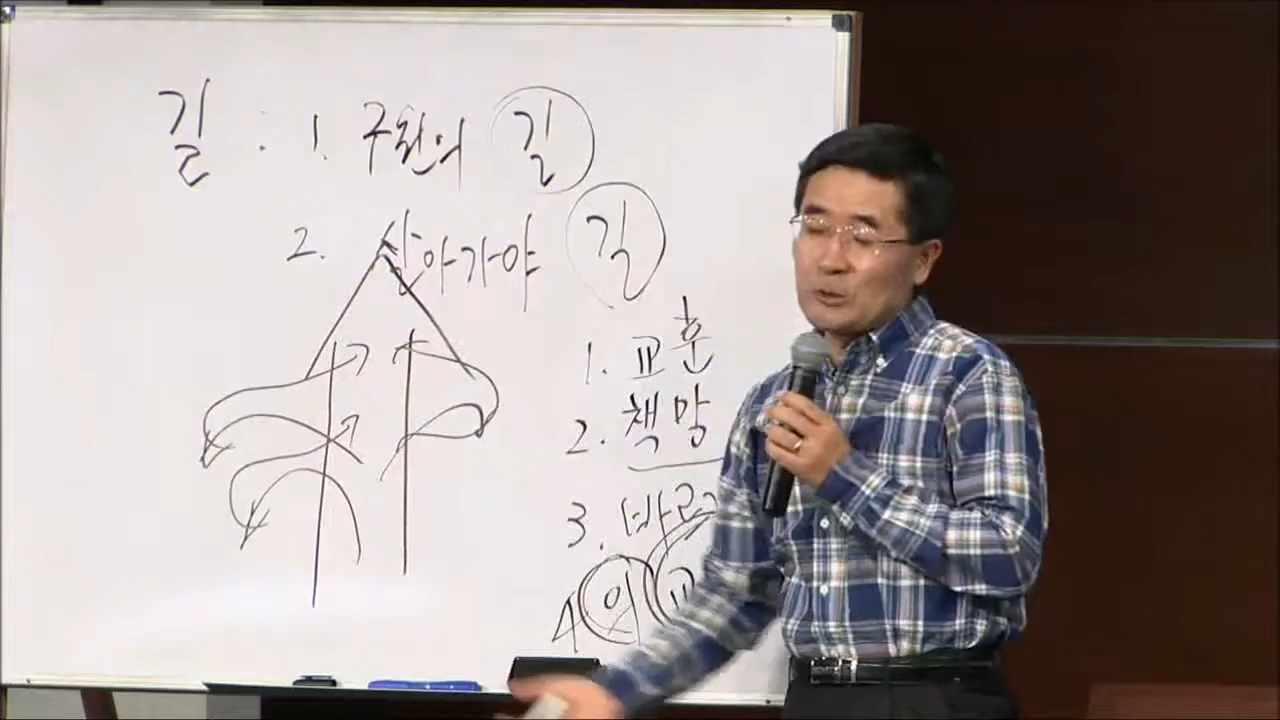 길 : 1. 구원의 길
2. 살아가야 길
1. 교훈
2. 책망
3. 바르
4 의 교